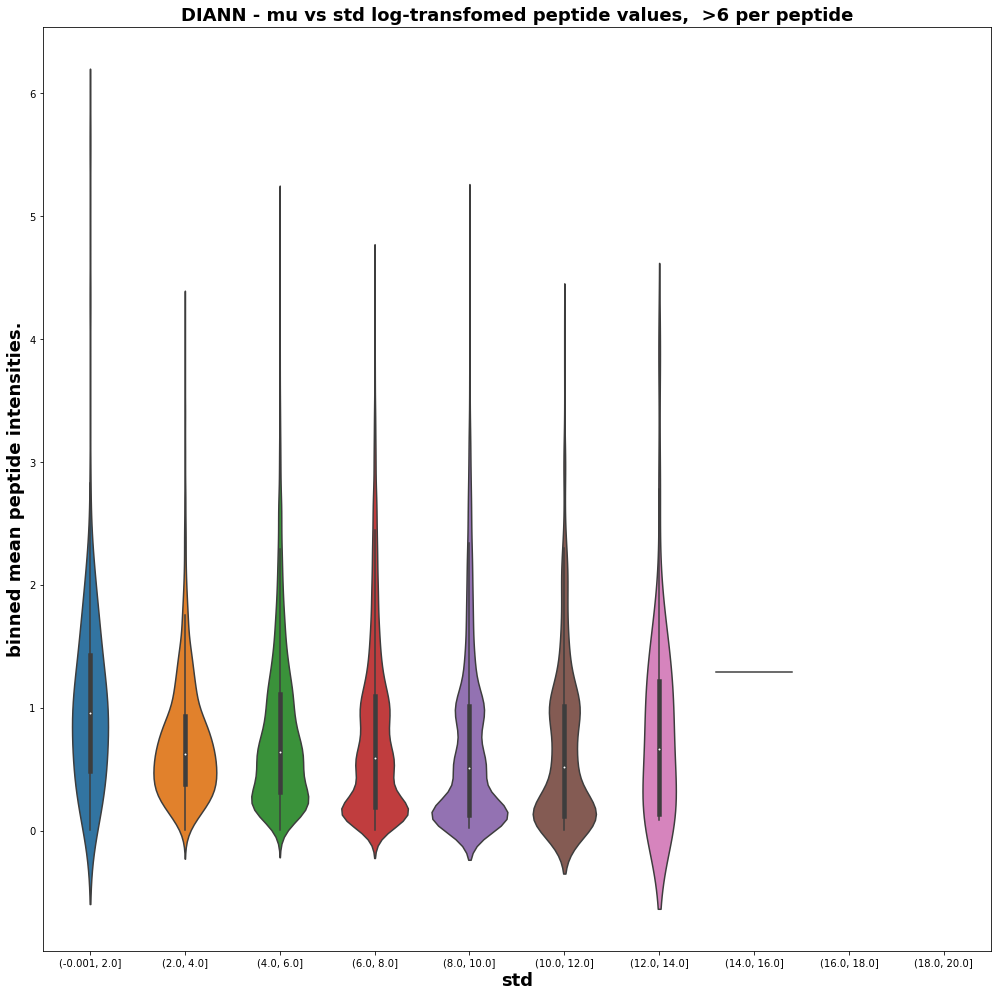 DIANN - mu vs std log-transfomed peptide values,  >6 per peptide
binned mean peptide intensities.
6
5
4
3
2
1
0
(-0.001, 2.0] (2.0, 4.0] (4.0, 6.0] (6.0, 8.0] (8.0, 10.0] (10.0, 12.0] (12.0, 14.0] (14.0, 16.0] (16.0, 18.0] (18.0, 20.0]
std